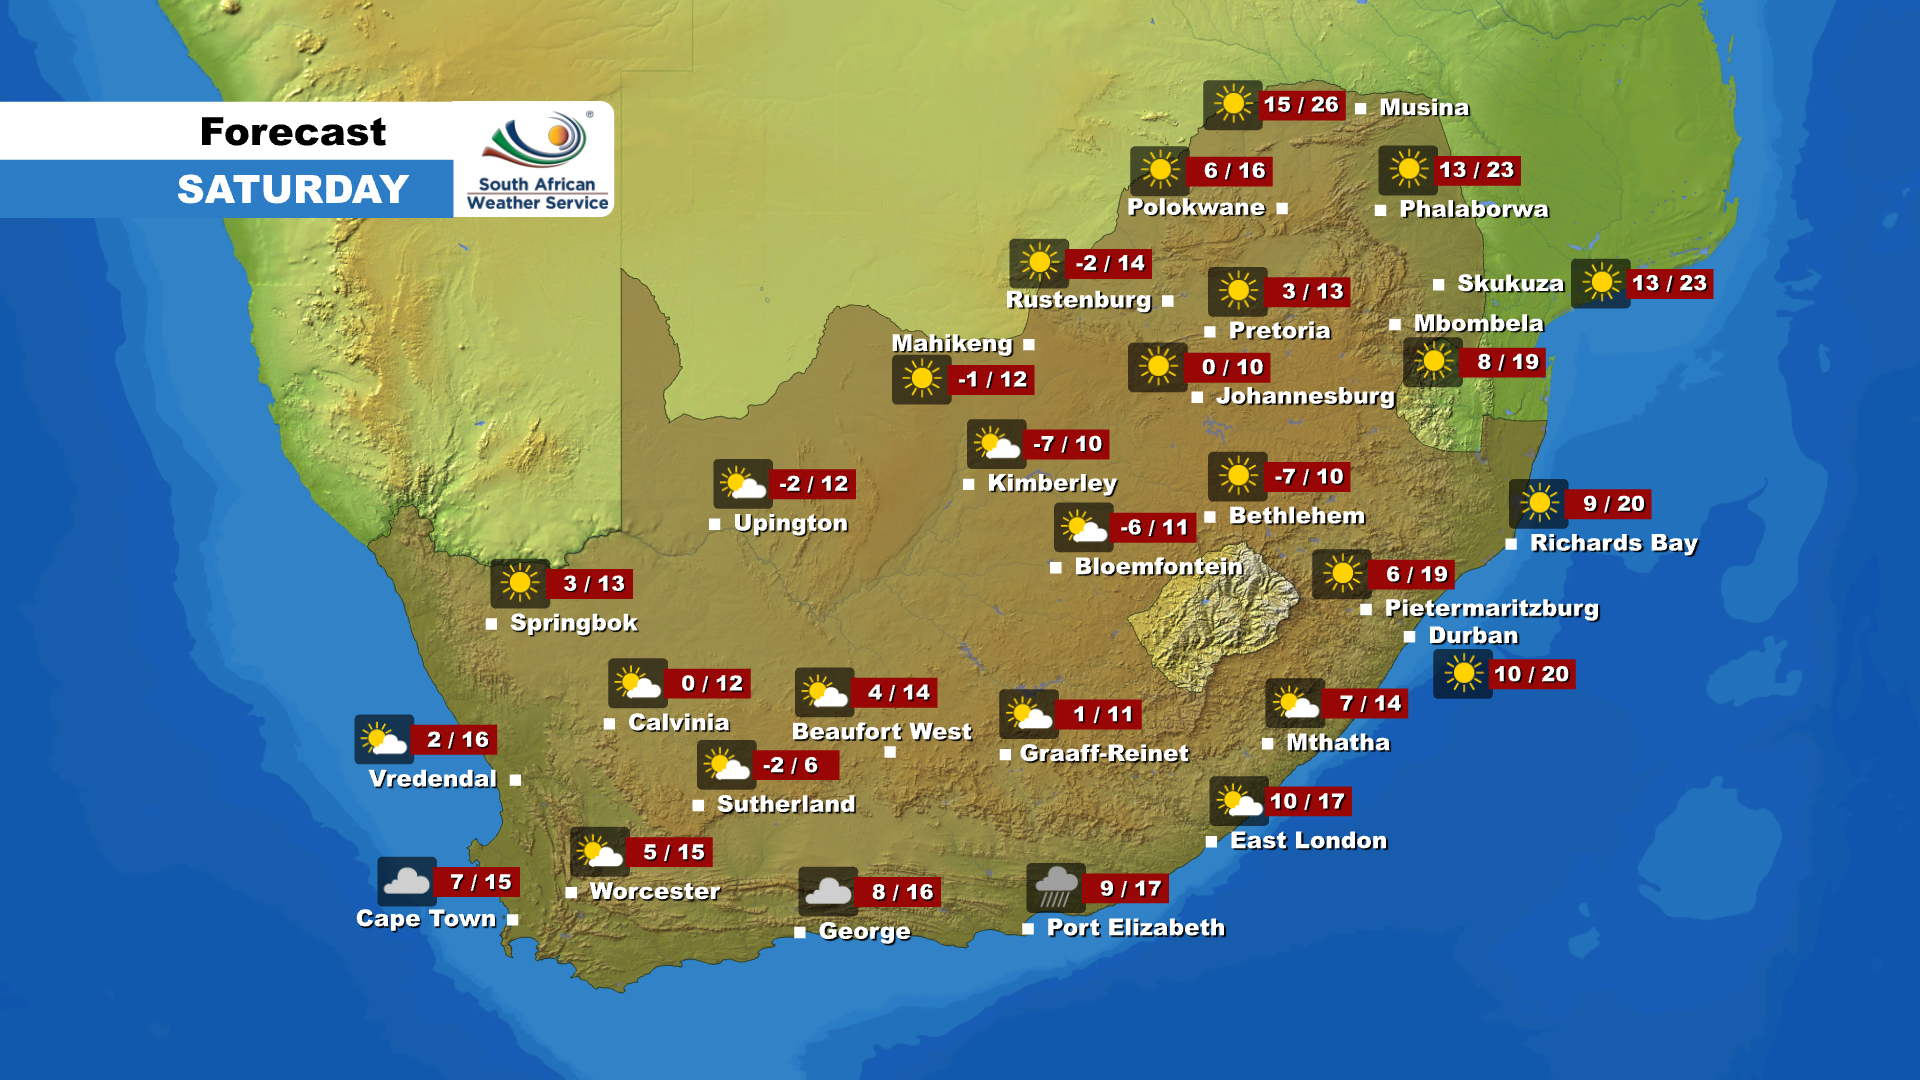 Forecast
SATURDAY
®
South African
Weather Service
15 / 26 Musina
6 / 16
Polokwane
13 / 23
Phalaborwa
-2 / 14
Rustenburg
3 / 13
Pretoria
Skukuza 13 / 23
Mbombela
8 / 19
Mahikeng
-1 / 12
0 / 10
Johannesburg
-7 / 10
Kimberley
-2 / 12
Upington
-7 / 10
Bethlehem
9 / 20
Richards Bay
-6 / 11
Bloemfontein
6 / 19
Pietermaritzburg
Durban
10 / 20
3 / 13
Springbok
0 / 12
Calvinia
4 / 14
Beaufort West
1 / 11
Graaff-Reinet
7 / 14
Mthatha
2 / 16
Vredendal
-2 / 6
Sutherland
10 / 17
East London
5 / 15
Worcester
7 / 15
Cape Town
8 / 16
George
9 / 17
Port Elizabeth